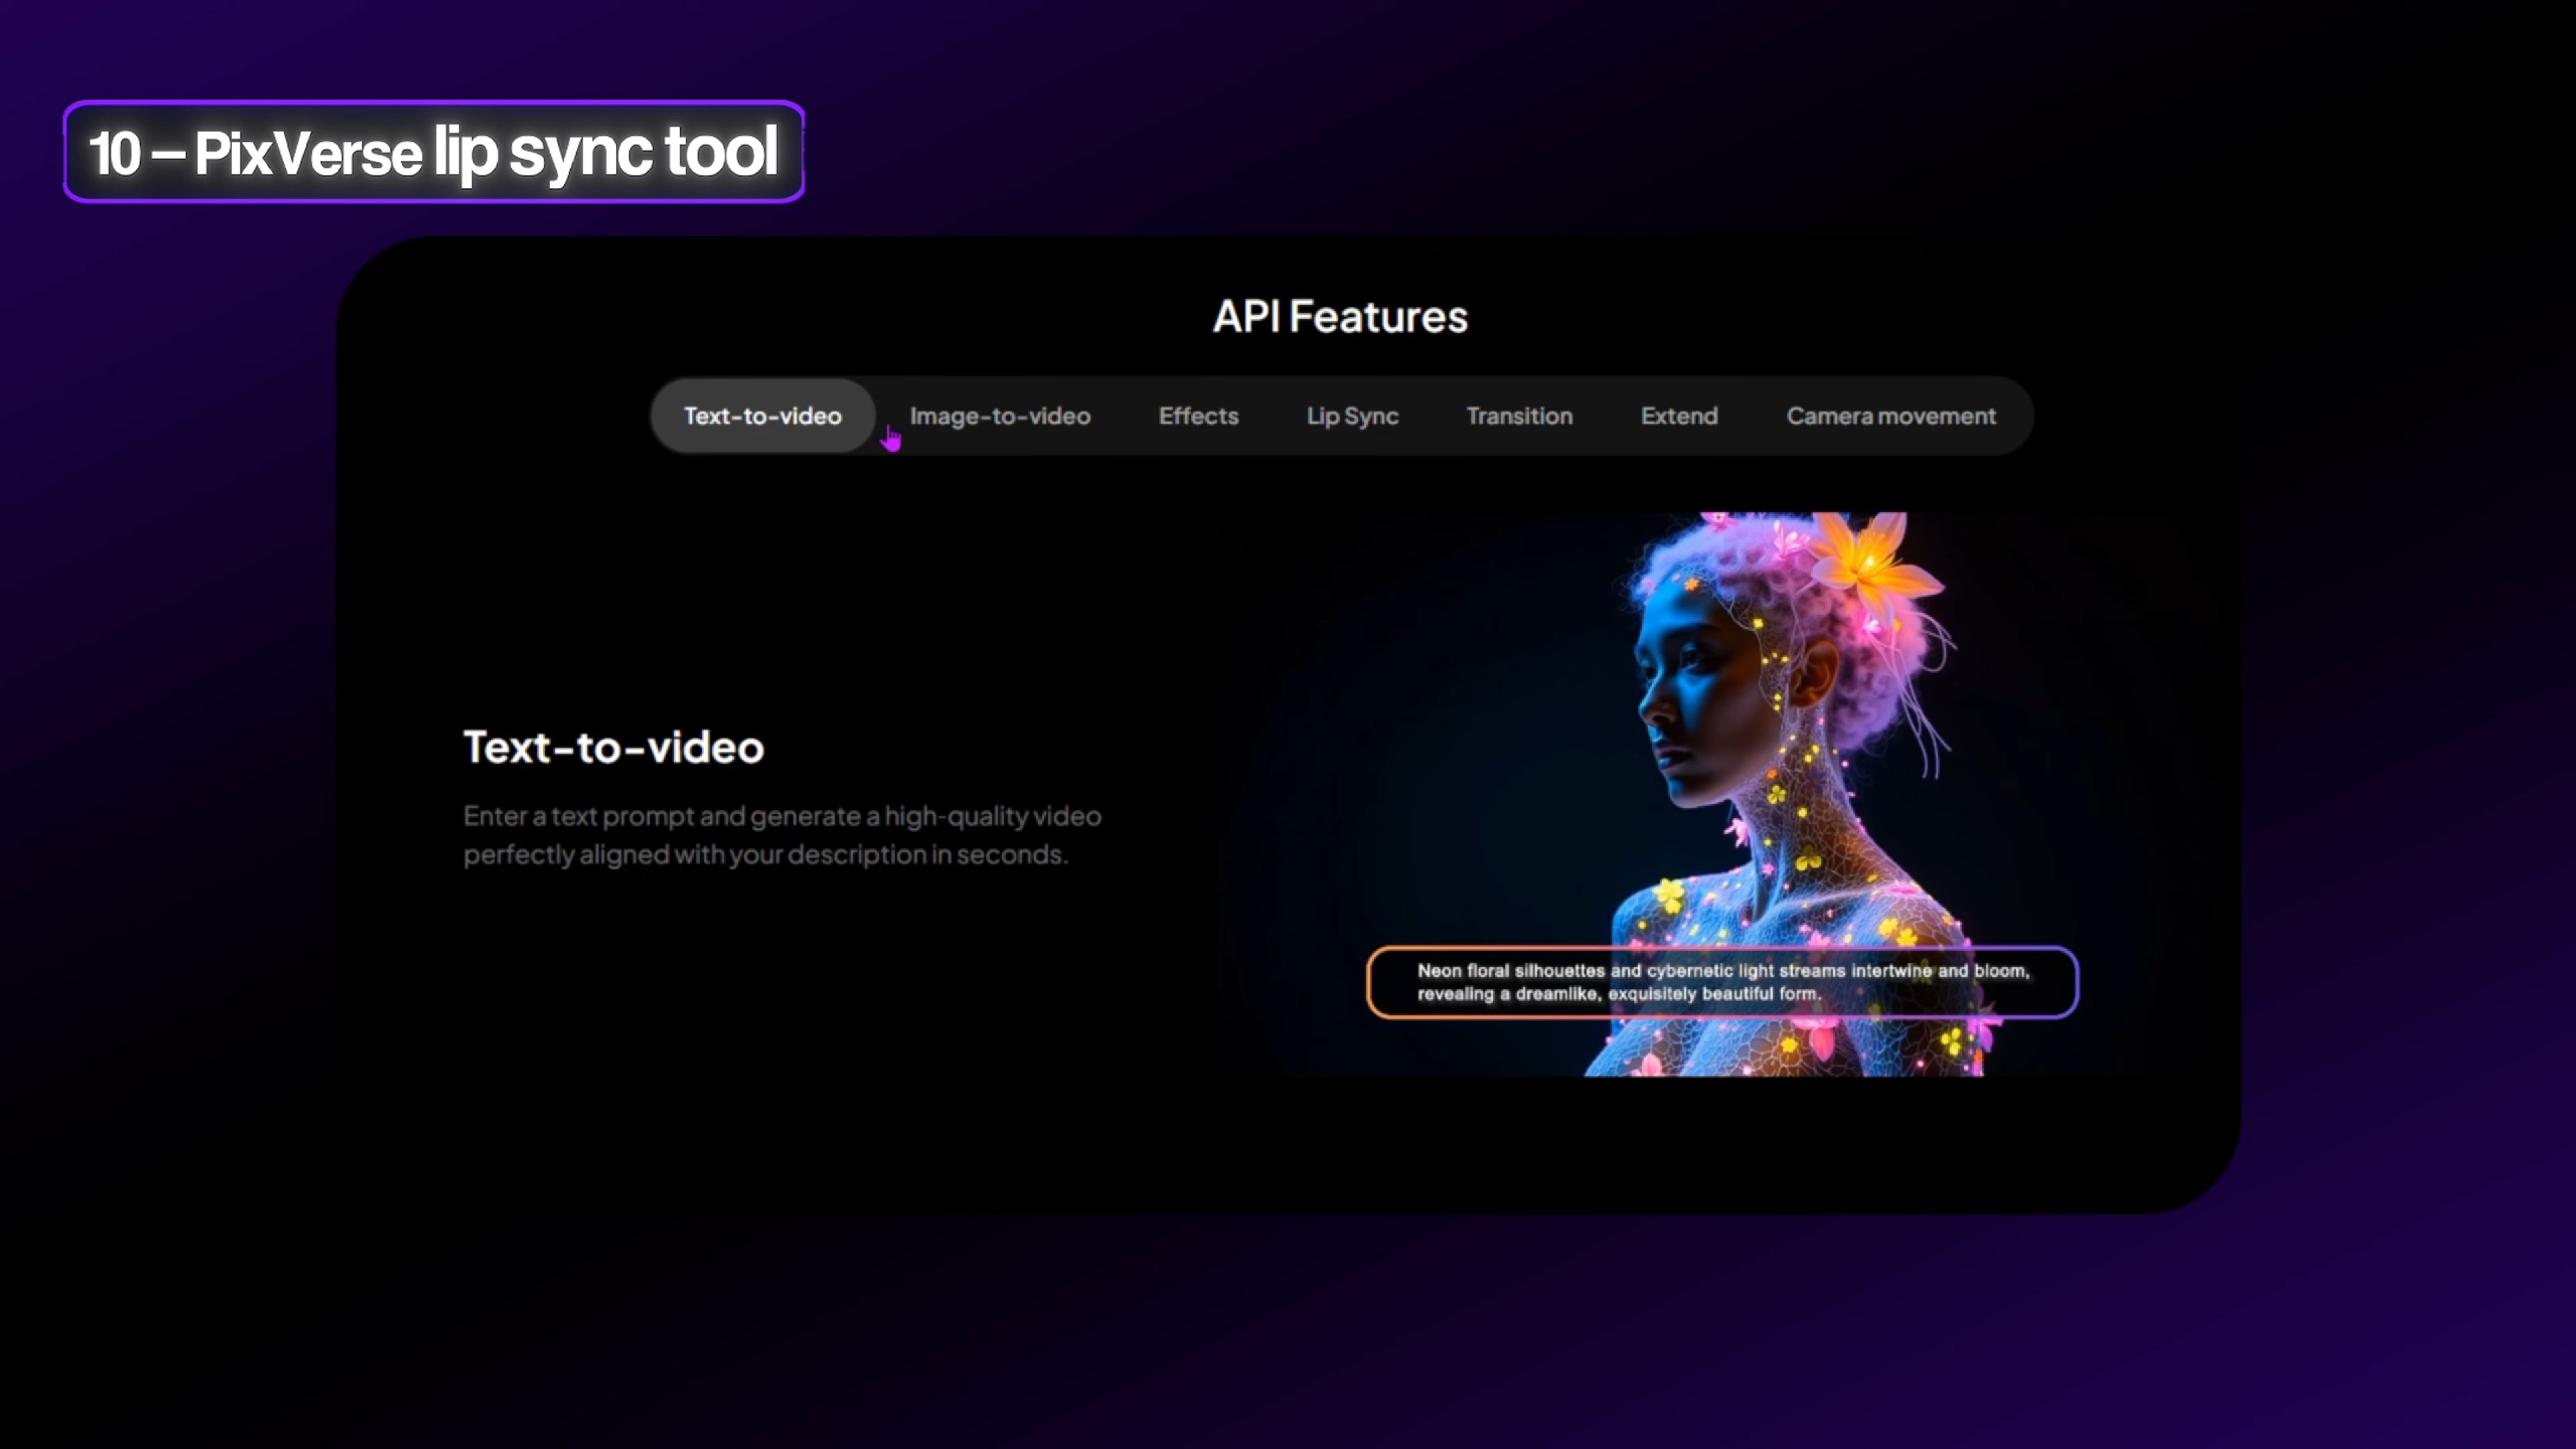 10 – PixVerse lip sync tool
API Features
Text-to-video
Image-to-video
Effects
Lip Sync
Transition
Extend
Camera movement
Text-to-video
Enter a text prompt and generate a high-quality video
perfectly aligned with your description in seconds.
Neon floral silhouettes and cybernetic light streams intertwine and bloom,
revealing a dreamlike, exquisitely beautiful form.